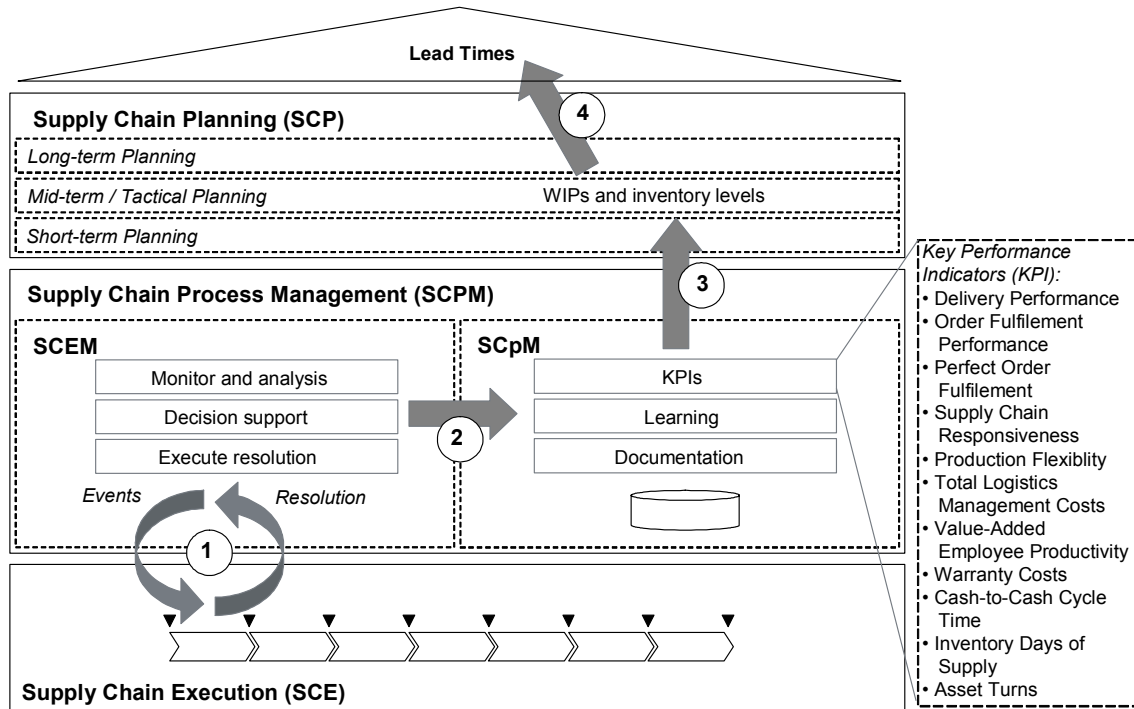 Lead Times
4
Supply Chain Planning (SCP)
Long-term Planning
Mid-term / Tactical Planning
WIPs and inventory levels
Short-term Planning
3
Supply Chain Process Management (SCPM)
SCEM
Monitor and analysis
Decision support
Execute resolution
Events
Resolution
1
2
SCpM
KPIs
Learning
Documentation
Supply Chain Execution (SCE)
Key Performance
Indicators (KPI):
• Delivery Performance
• Order Fulfilment
Performance
• Perfect Order
Fulfilment
• Supply Chain
Responsiveness
• Production Flexiblity
• Total Logistics
Management Costs
• Value-Added
Employee Productivity
• Warranty Costs
• Cash-to-Cash Cycle
Time
• Inventory Days of
Supply
• Asset Turns